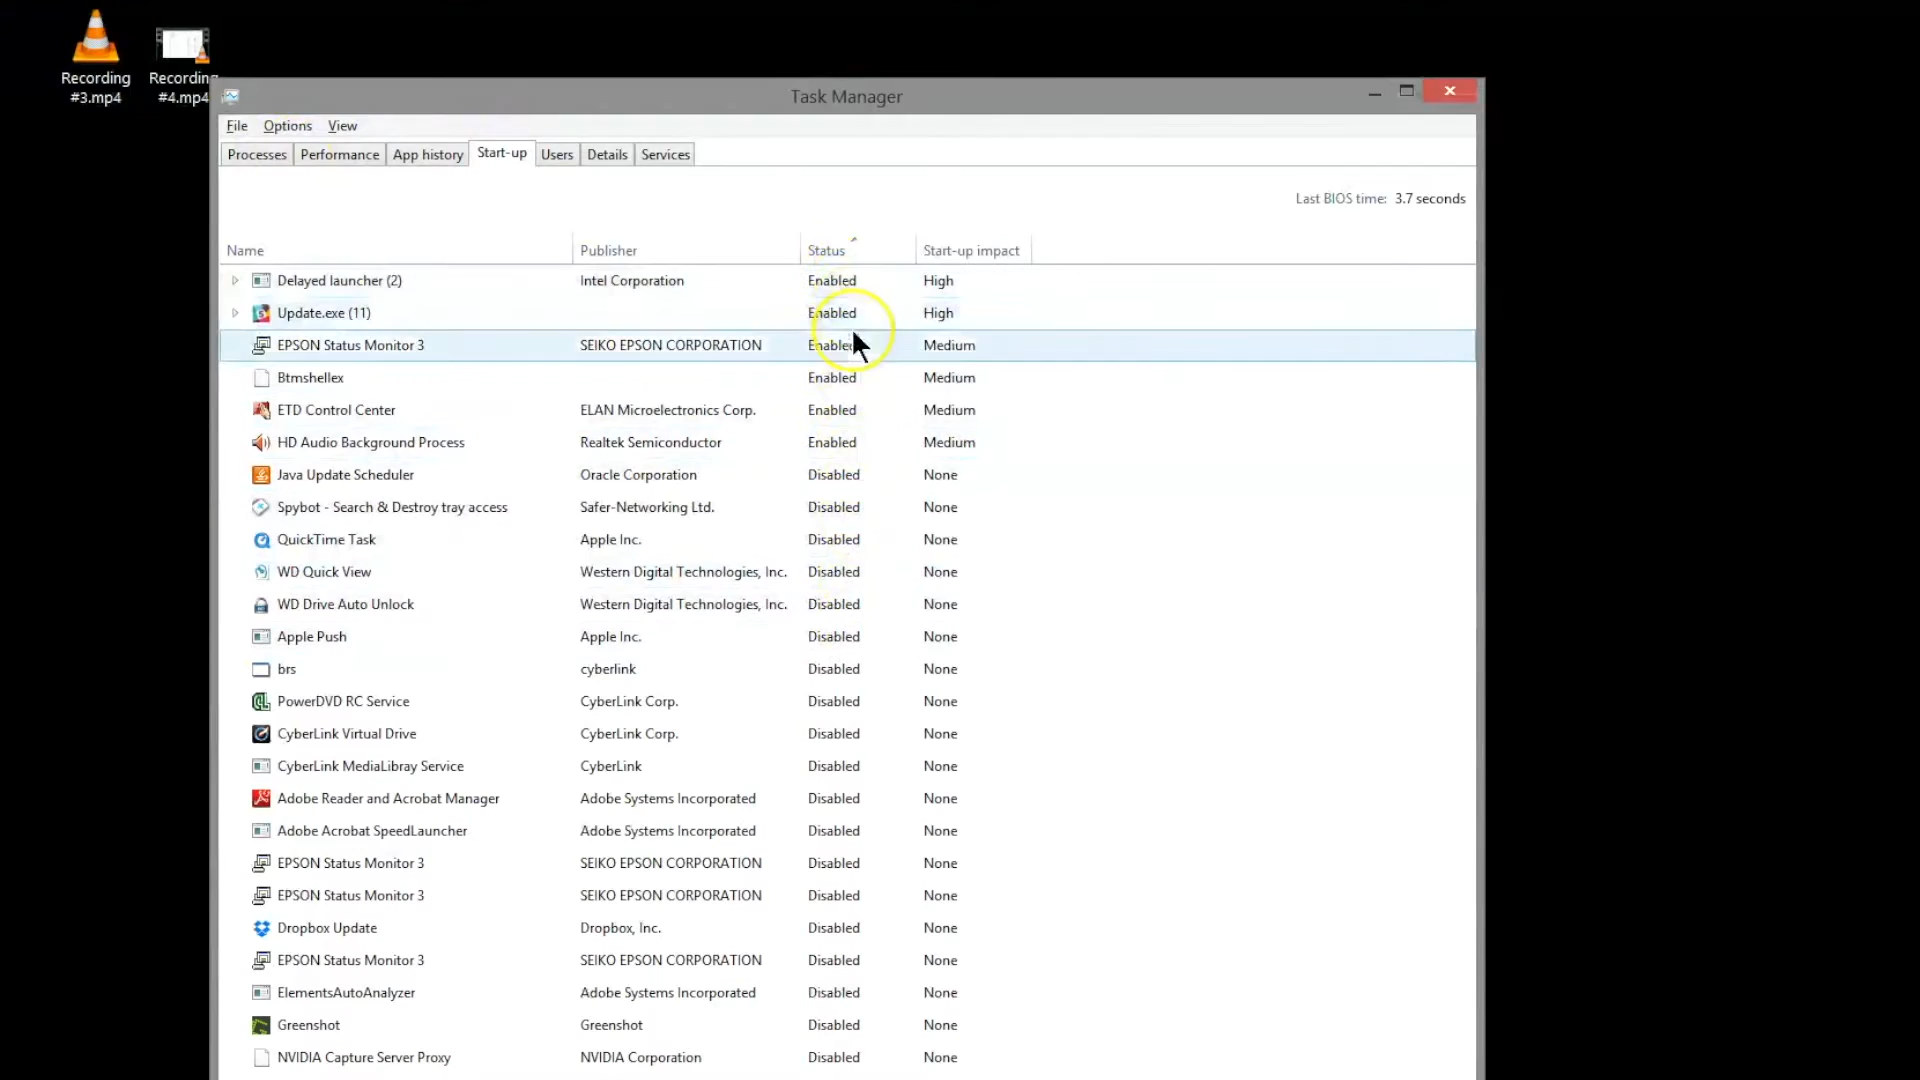 Recording
#3.mp4
Recording
#4.mp4
Task Manager
File Options View
Processes Performance App history Start-up Users Details Services
Last BIOS time: 3.7 seconds
Name Publisher Status Start-up impact
Delayed launcher (2) Intel Corporation Enabled High
Update.exe (11) Enabled High
EPSON Status Monitor 3 SEIKO EPSON CORPORATION Enabled Medium
Btmshellex Enabled Medium
ETD Control Center ELAN Microelectronics Corp. Enabled Medium
HD Audio Background Process Realtek Semiconductor Enabled Medium
Java Update Scheduler Oracle Corporation Disabled None
Spybot - Search & Destroy tray access Safer-Networking Ltd. Disabled None
QuickTime Task Apple Inc. Disabled None
WD Quick View Western Digital Technologies, Inc. Disabled None
WD Drive Auto Unlock Western Digital Technologies, Inc. Disabled None
Apple Push Apple Inc. Disabled None
brs cyberlink Disabled None
PowerDVD RC Service CyberLink Corp. Disabled None
CyberLink Virtual Drive CyberLink Corp. Disabled None
CyberLink MediaLibray Service CyberLink Disabled None
Adobe Reader and Acrobat Manager Adobe Systems Incorporated Disabled None
Adobe Acrobat SpeedLauncher Adobe Systems Incorporated Disabled None
EPSON Status Monitor 3 SEIKO EPSON CORPORATION Disabled None
EPSON Status Monitor 3 SEIKO EPSON CORPORATION Disabled None
Dropbox Update Dropbox, Inc. Disabled None
EPSON Status Monitor 3 SEIKO EPSON CORPORATION Disabled None
ElementsAutoAnalyzer Adobe Systems Incorporated Disabled None
Greenshot Greenshot Disabled None
NVIDIA Capture Server Proxy NVIDIA Corporation Disabled None